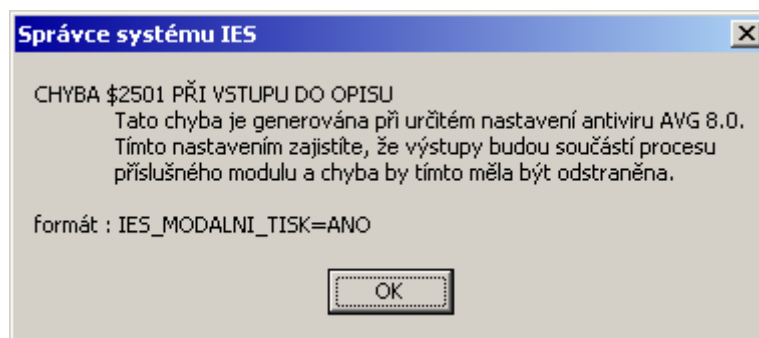 Správce systému IES
CHYBA $2501 PŘI VSTUPU DO OPISU
Tato chyba je generována při určitém nastavení antiviru AVG 8.0.
Tímto nastavením zajistíte, že výstupy budou součástí procesu
příslušného modulu a chyba by tímto měla být odstraněna.
formát : IES_MODALNI_TISK=ANO
OK